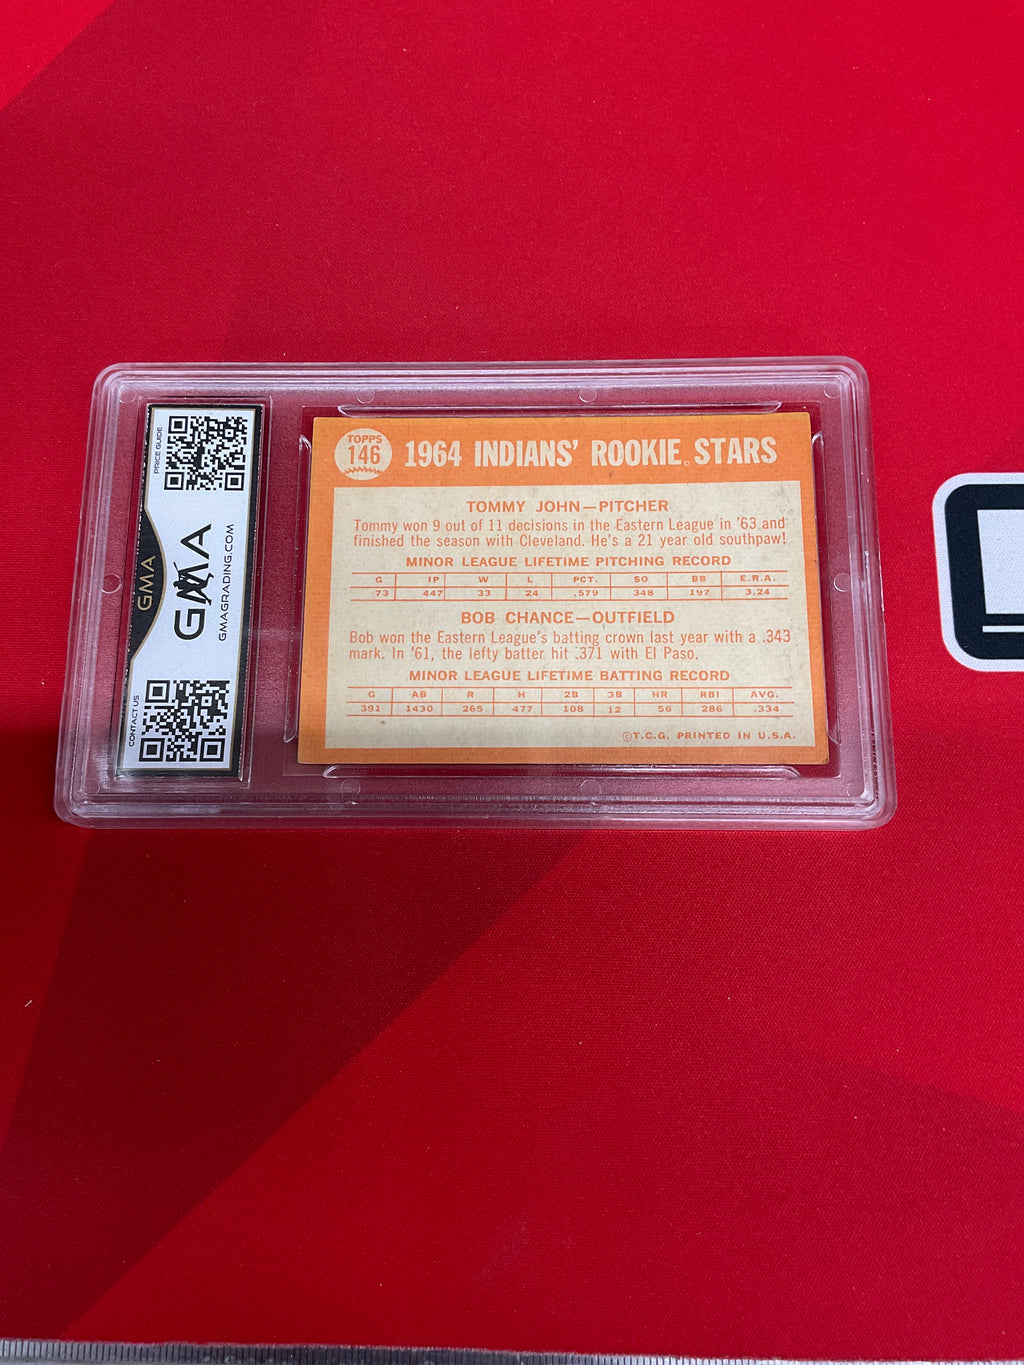 PRICE GUIDE
GMA
GMA
GMAGRADING.COM
CONTACT US
TOPPS
146
1964 INDIANS' ROOKIE STARS
TOMMY JOHN—PITCHER
Tommy won 9 out of 11 decisions in the Eastern League in '63 and
finished the season with Cleveland. He's a 21 year old southpaw!
MINOR LEAGUE LIFETIME PITCHING RECORD
G IP W L PCT. SO BB E.R.A.
73 447 33 24 .579 348 197 3.24
BOB CHANCE—OUTFIELD
Bob won the Eastern League's batting crown last year with a .343
mark. In '61, the lefty batter hit .371 with El Paso.
MINOR LEAGUE LIFETIME BATTING RECORD
G AB R H 2B 3B HR RBI AVG.
391 1430 265 477 108 12 56 286 .334
©T.C.G. PRINTED IN U.S.A.